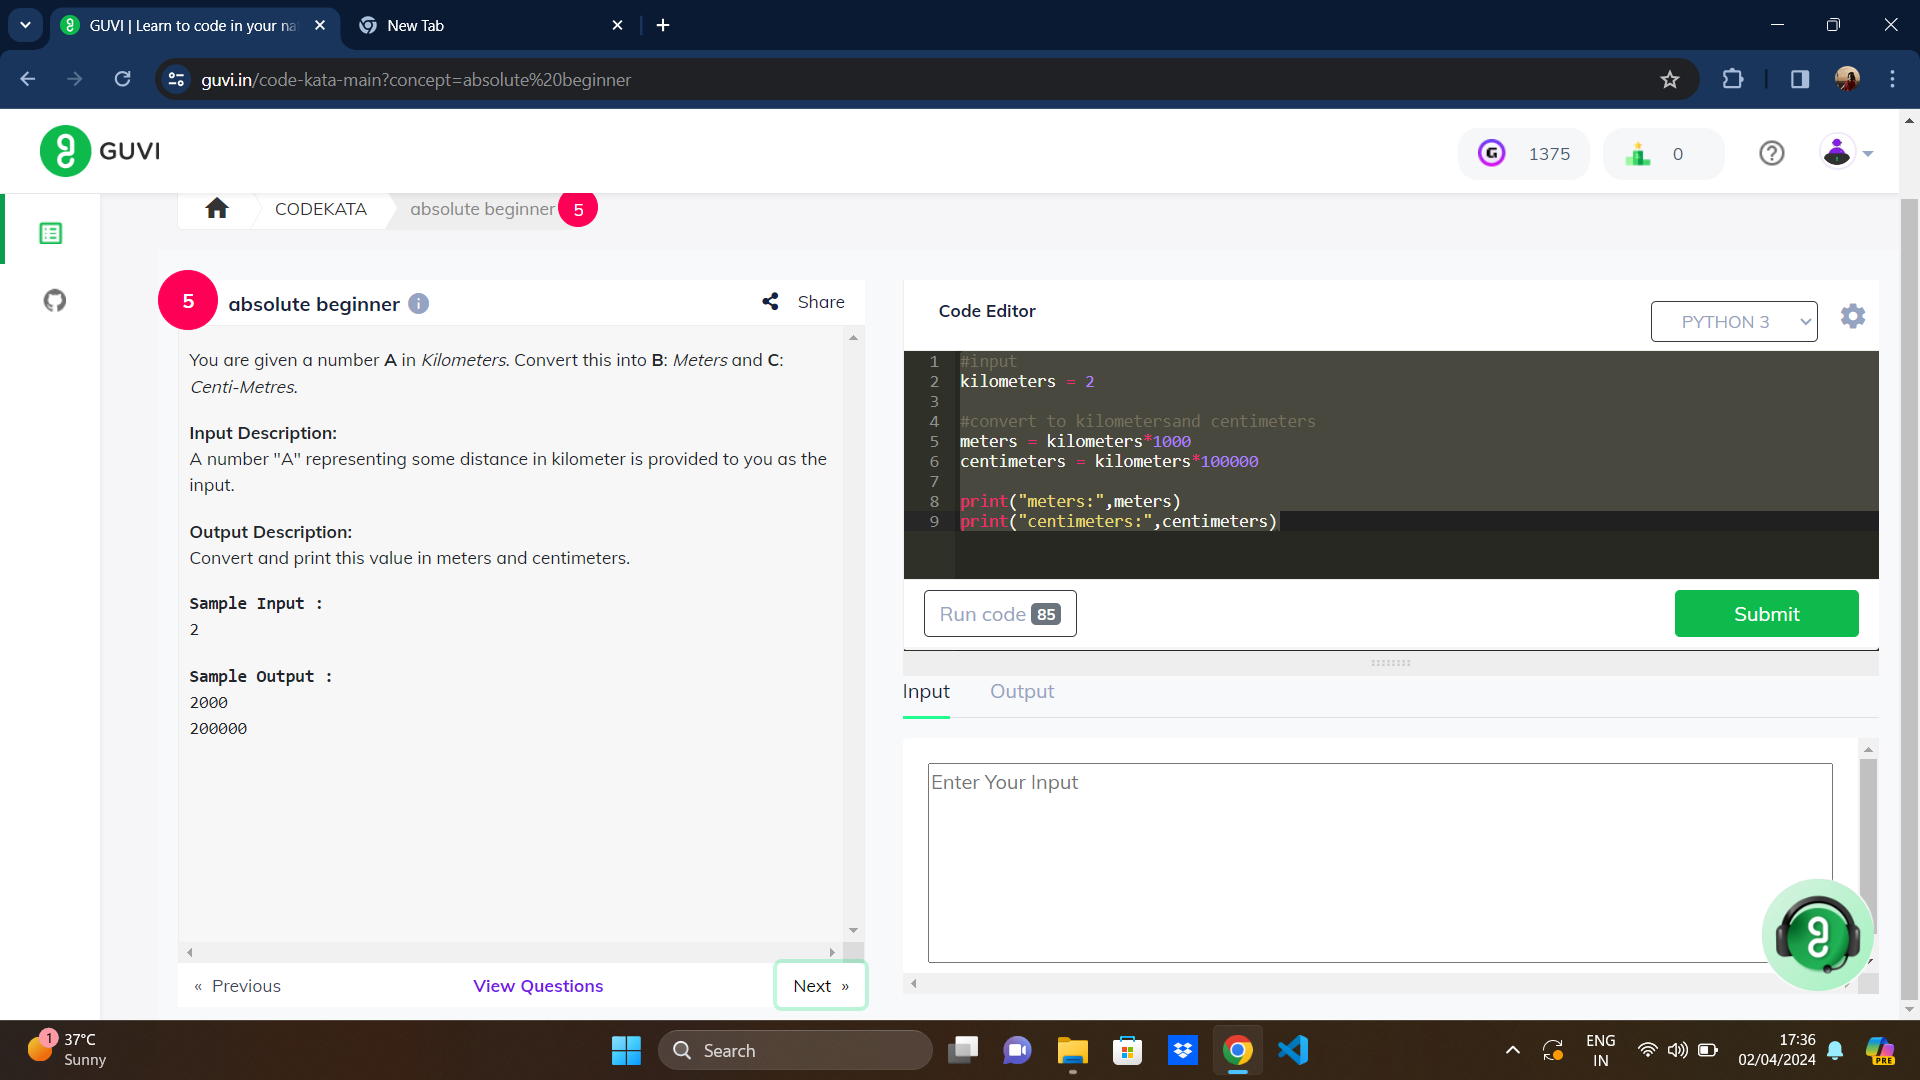 GUVI | Learn to code in your na
New Tab
guvi.in/code-kata-main?concept=absolute%20beginner
GUVI
1375
0
CODEKATA
absolute beginner
5
5
absolute beginner
Share
You are given a number A in Kilometers. Convert this into B: Meters and C:
Centi-Metres.
Input Description:
A number "A" representing some distance in kilometer is provided to you as the
input.
Output Description:
Convert and print this value in meters and centimeters.
Sample Input :
2
Sample Output :
2000
200000
« Previous
View Questions
Next »
Code Editor
PYTHON 3
1 #input
2 kilometers = 2
3
4 #convert to kilometersand centimeters
5 meters = kilometers*1000
6 centimeters = kilometers*100000
7
8 print("meters:",meters)
9 print("centimeters:",centimeters)
Run code 85
Submit
Input
Output
Enter Your Input
1
37°C
Sunny
Search
ENG
IN
17:36
02/04/2024
PRE